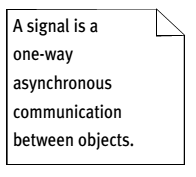 A signal is a
one-way
asynchronous
communication
between objects.